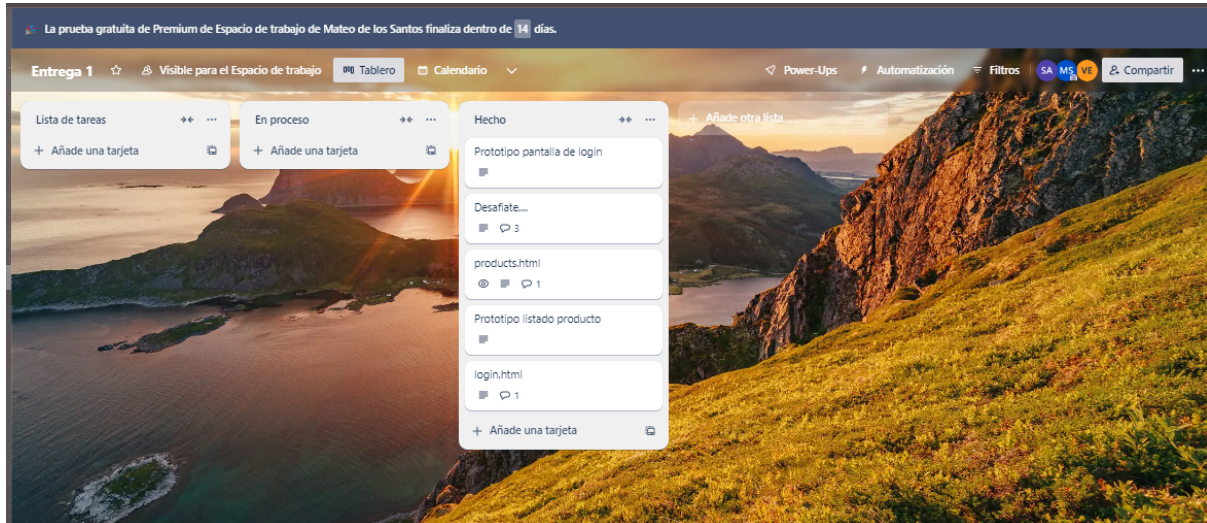 La prueba gratuita de Premium de Espacio de trabajo de Mateo de los Santos finaliza dentro de 14 días.
Entrega 1 Visible para el Espacio de trabajo Tablero Calendario Power-Ups Automatización Filtros SA MS VE Compartir
Lista de tareas
+ Añade una tarjeta
En proceso
+ Añade una tarjeta
Hecho
Prototipo pantalla de login
Desafiate....
3
products.html
1
Prototipo listado producto
login.html
1
+ Añade una tarjeta
+ Añade otra lista